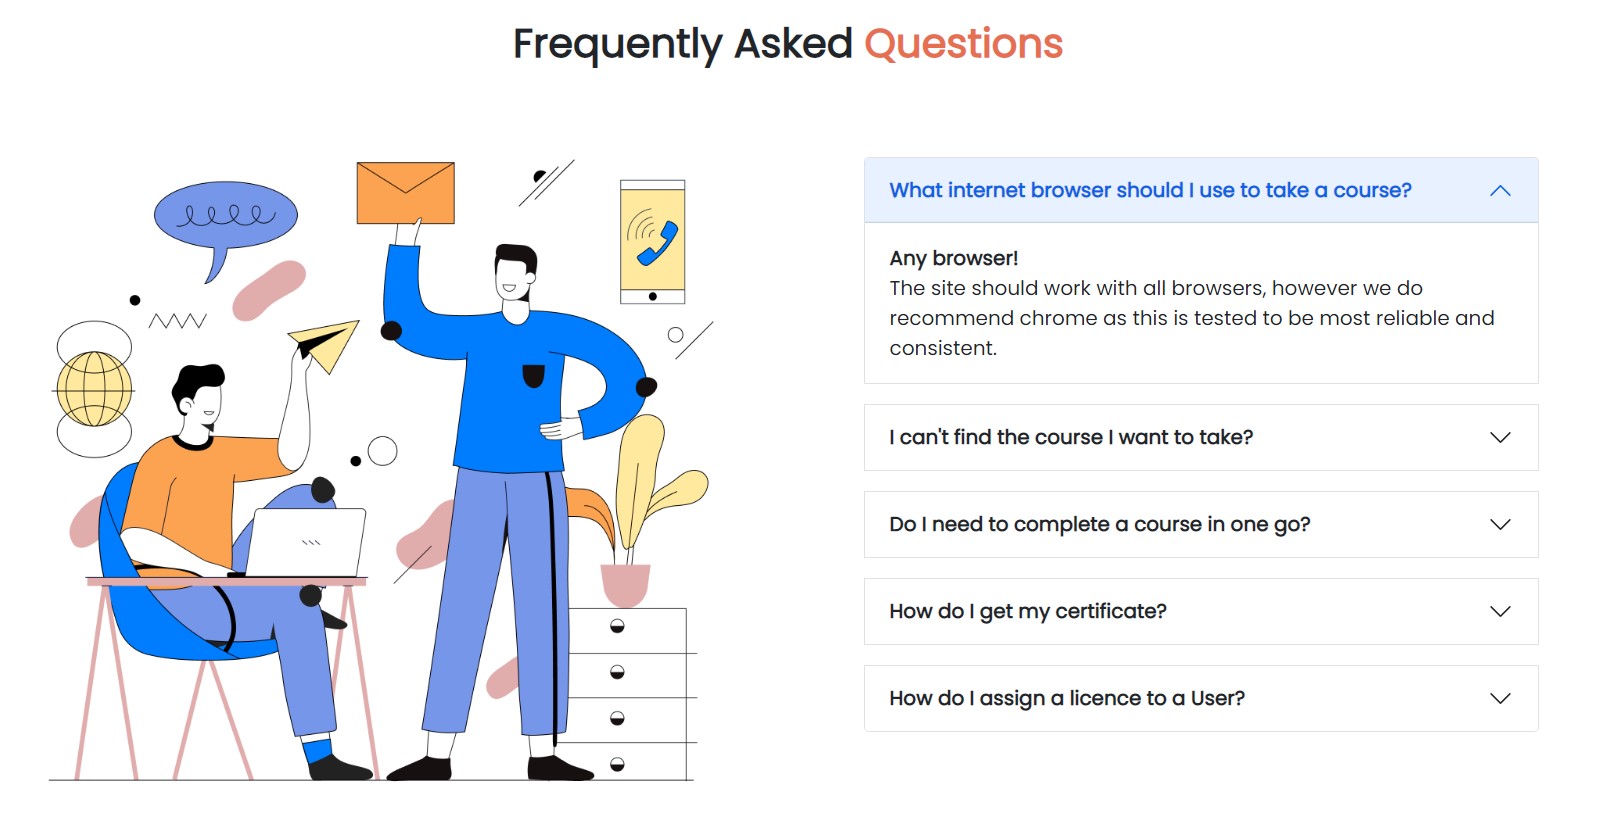 Frequently Asked Questions
What internet browser should I use to take a course?
Any browser!
The site should work with all browsers, however we do
recommend chrome as this is tested to be most reliable and
consistent.
I can't find the course I want to take?
Do I need to complete a course in one go?
How do I get my certificate?
How do I assign a licence to a User?